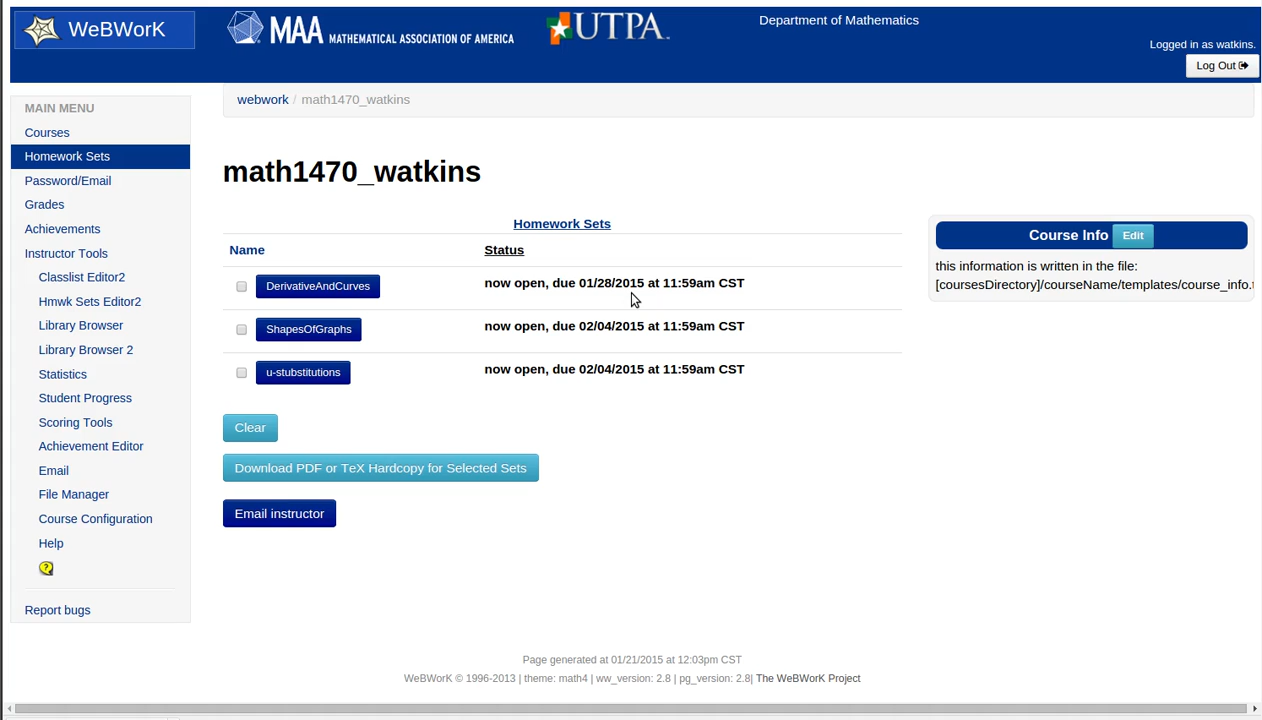 WeBWorK
MAA MATHEMATICAL ASSOCIATION OF AMERICA
UTPA
Department of Mathematics
Logged in as watkins.
Log Out
MAIN MENU
Courses
Homework Sets
Password/Email
Grades
Achievements
Instructor Tools
Classlist Editor2
Hmwk Sets Editor2
Library Browser
Library Browser 2
Statistics
Student Progress
Scoring Tools
Achievement Editor
Email
File Manager
Course Configuration
Help
?
Report bugs
webwork / math1470_watkins
math1470_watkins
Homework Sets
Name Status
DerivativeAndCurves now open, due 01/28/2015 at 11:59am CST
ShapesOfGraphs now open, due 02/04/2015 at 11:59am CST
u-stubstitutions now open, due 02/04/2015 at 11:59am CST
Clear
Download PDF or TeX Hardcopy for Selected Sets
Email instructor
Course Info Edit
this information is written in the file:
[coursesDirectory]/courseName/templates/course_info.t
Page generated at 01/21/2015 at 12:03pm CST
WeBWorK © 1996-2013 | theme: math4 | ww_version: 2.8 | pg_version: 2.8| The WeBWorK Project